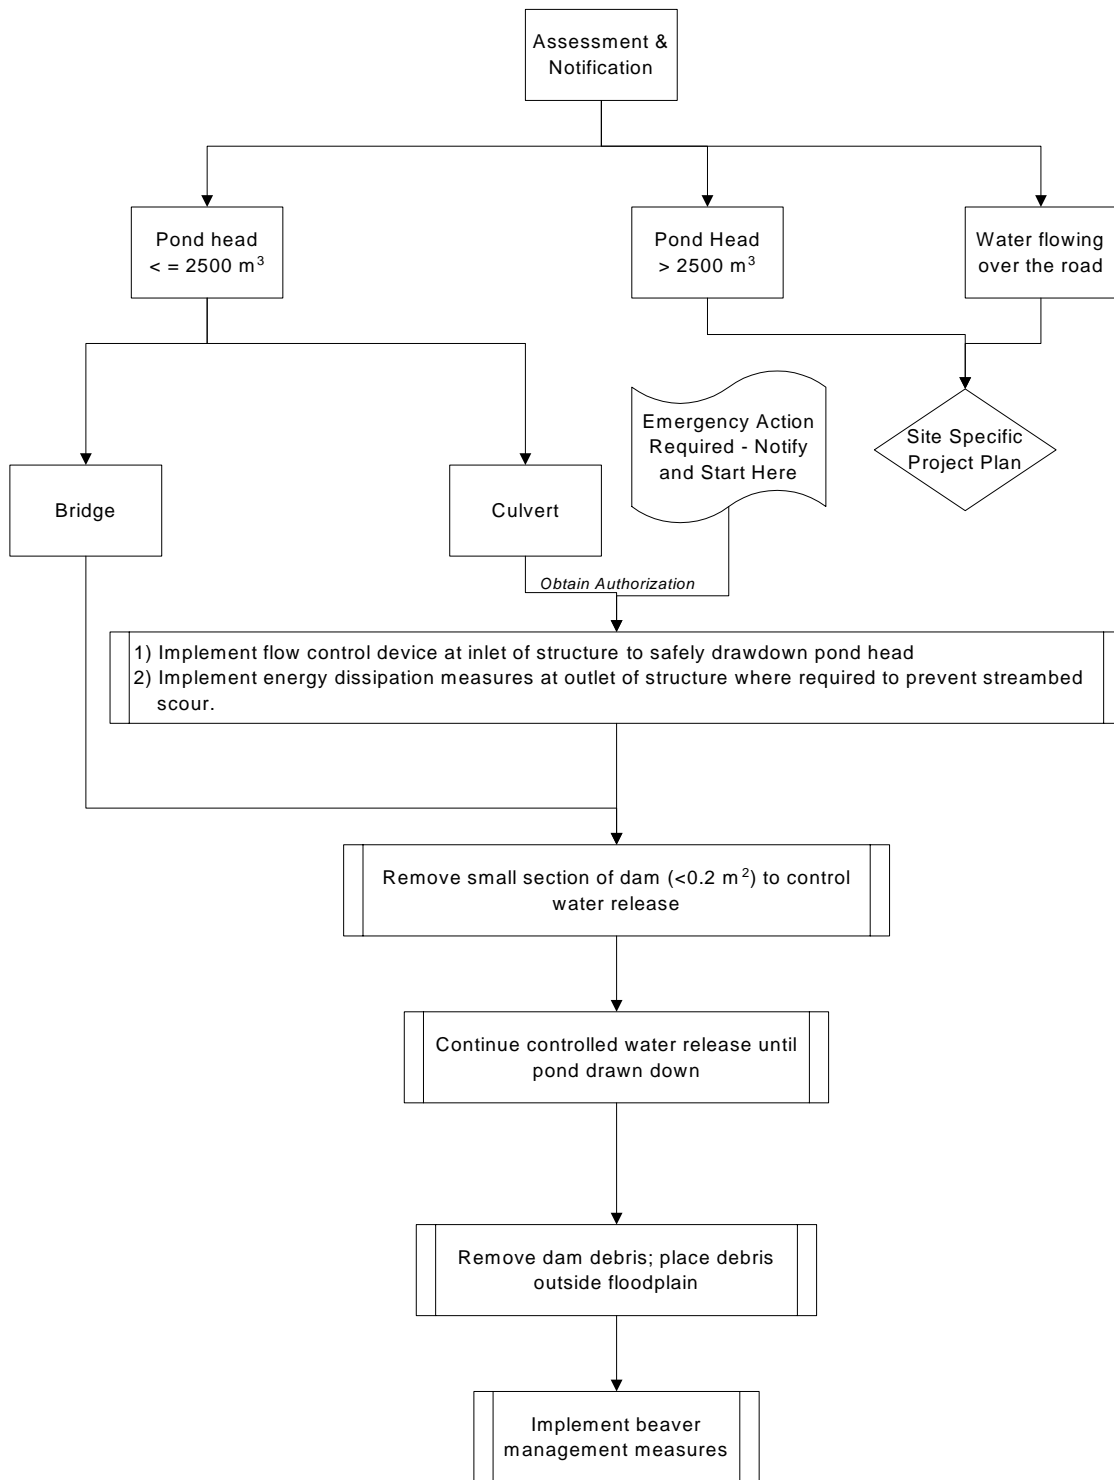 Assessment &
Notification
Pond head
< = 2500 m³
Pond Head
> 2500 m³
Water flowing
over the road
Emergency Action
Required - Notify
and Start Here
Site Specific
Project Plan
Bridge
Culvert
Obtain Authorization
1) Implement flow control device at inlet of structure to safely drawdown pond head
2) Implement energy dissipation measures at outlet of structure where required to prevent streambed
scour.
Remove small section of dam (<0.2 m²) to control
water release
Continue controlled water release until
pond drawn down
Remove dam debris; place debris
outside floodplain
Implement beaver
management measures